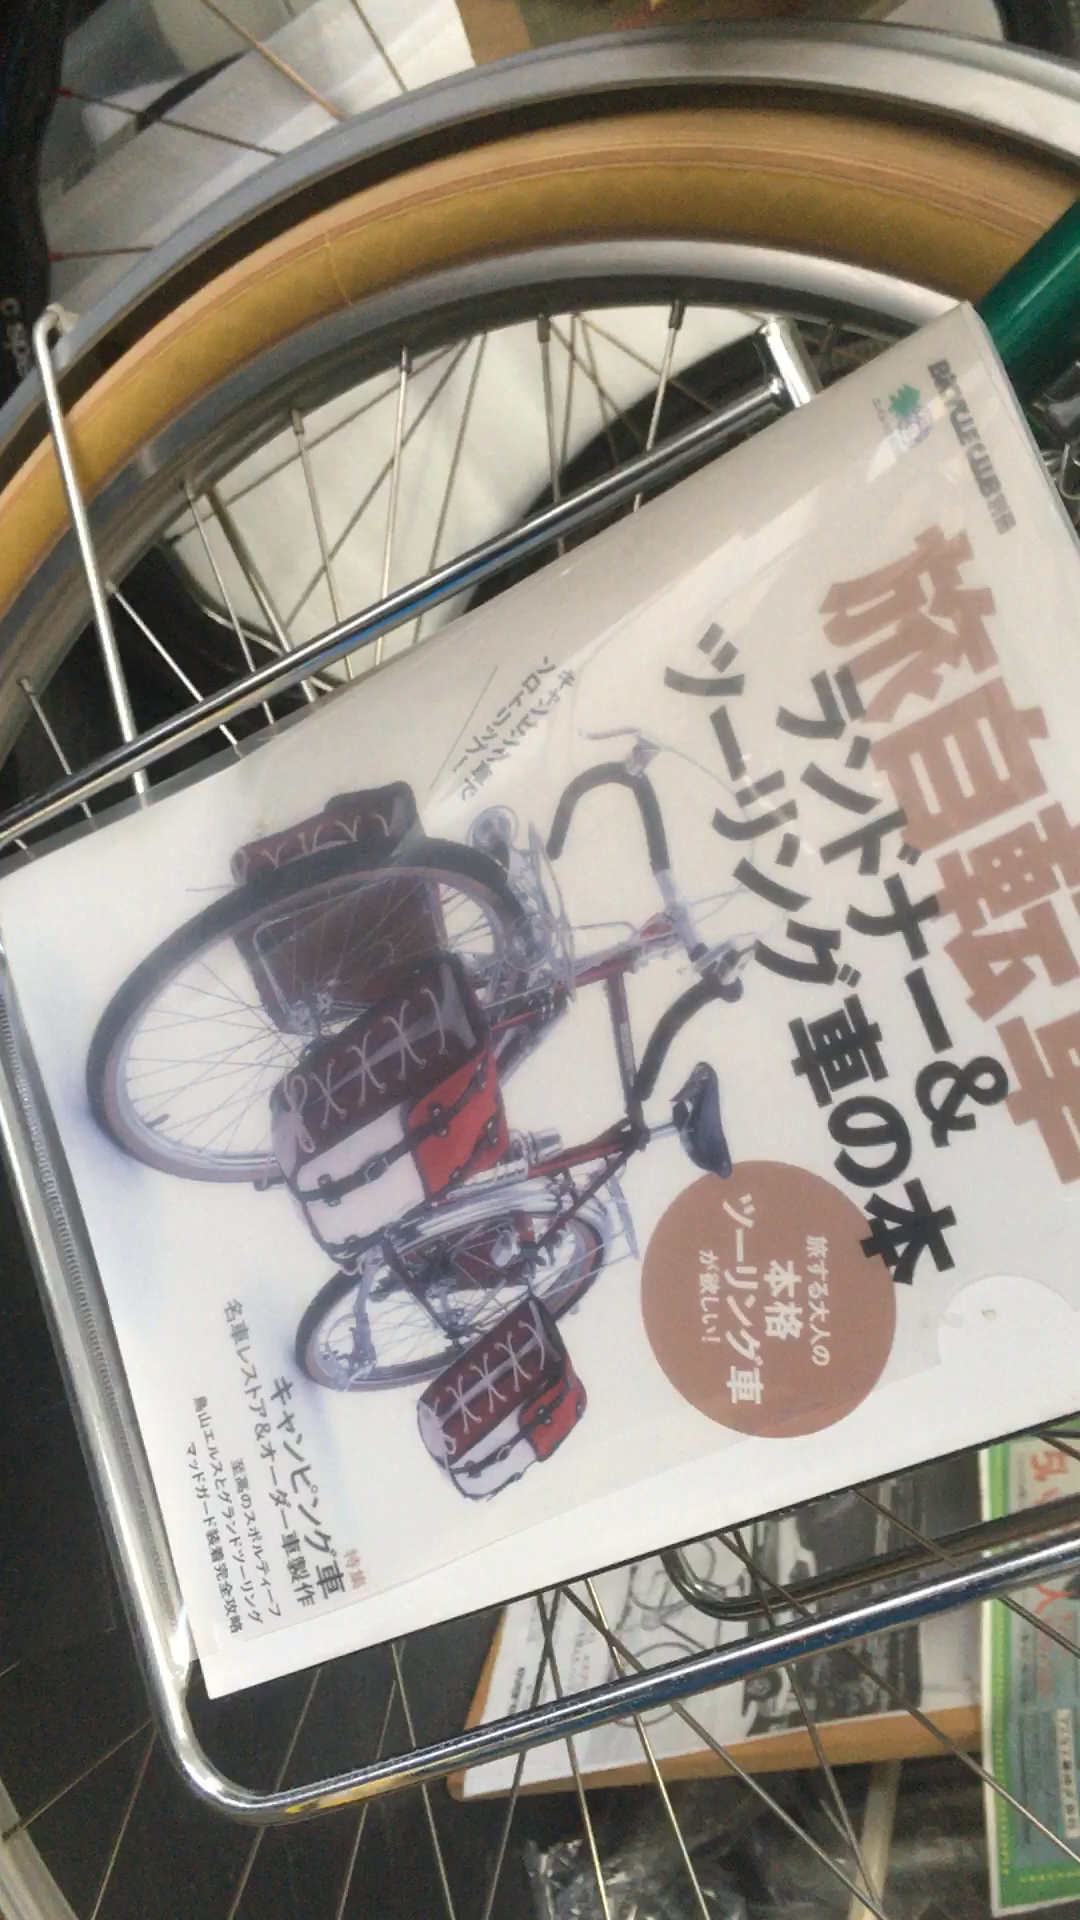 BICYCLE CLUB 別冊
旅自転車
ランドナー&
ツーリング車の本
旅する大人の
本格
ツーリング車
が欲しい!
キャンピング車で
ソロトリップへ!
特集
キャンピング車
名車レストア&オーダー車製作
至高のスポルティーフ
鳥山エルスとグランドツーリング
マッドガード装着完全攻略